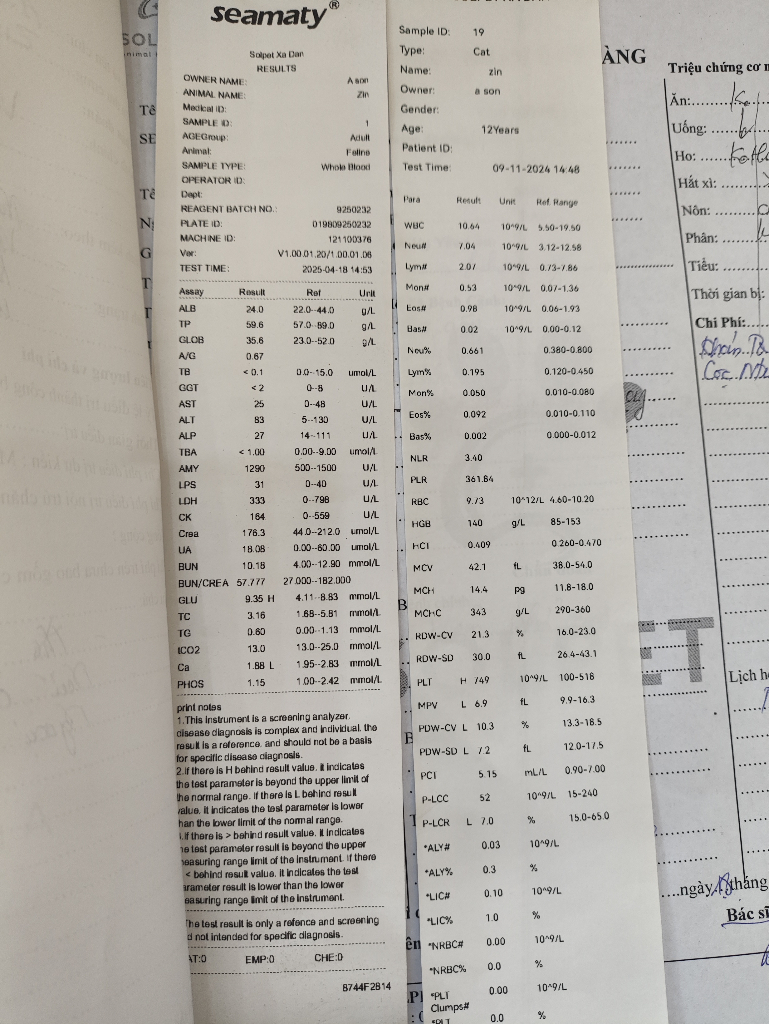 seamaty®
Solpet Xa Dan
RESULTS
OWNER NAME: A son
ANIMAL NAME: Zin
Medical ID:
SAMPLE ID: 1
AGEGroup: Adult
Animal: Feline
SAMPLE TYPE: Whole Blood
OPERATOR ID:
Dept:
REAGENT BATCH NO.: 9250232
PLATE ID: 019809250232
MACHINE ID: 121100376
Ver: V1.00.01.20/1.00.01.06
TEST TIME: 2025-04-18 14:53
Assay Result Ref Unit
ALB 24.0 22.0--44.0 g/L
TP 59.6 57.0--89.0 g/L
GLOB 35.6 23.0--52.0 g/L
A/G 0.67
TB < 0.1 0.0--15.0 umol/L
GGT < 2 0--8 U/L
AST 25 0--48 U/L
ALT 83 5--130 U/L
ALP 27 14--111 U/L
TBA < 1.00 0.00--9.00 umol/L
AMY 1290 500--1500 U/L
LPS 31 0--40 U/L
LDH 333 0--798 U/L
CK 164 0--559 U/L
Crea 176.3 44.0--212.0 umol/L
UA 18.08 0.00--60.00 umol/L
BUN 10.18 4.00--12.90 mmol/L
BUN/CREA 57.777 27.000--182.000
GLU 9.35 H 4.11--8.83 mmol/L
TC 3.16 1.68--5.81 mmol/L
TG 0.60 0.00--1.13 mmol/L
tCO2 13.0 13.0--25.0 mmol/L
Ca 1.88 L 1.95--2.83 mmol/L
PHOS 1.15 1.00--2.42 mmol/L
print notes
1.This instrument is a screening analyzer.
disease diagnosis is complex and individual. the
result is a reference. and should not be a basis
for specific disease diagnosis.
2.if there is H behind result value. it indicates
the test parameter is beyond the upper limit of
the normal range. if there is L behind result
value. it indicates the test parameter is lower
than the lower limit of the normal range.
.if there is > behind result value. it indicates
he test parameter result is beyond the upper
measuring range limit of the instrument. if there
< behind result value. it indicates the test
arameter result is lower than the lower
easuring range limit of the instrument.
he test result is only a refence and screening
d not intended for specific diagnosis.
AT:0 EMP:0 CHE:0
8744F2814
Sample ID: 19
Type: Cat
Name: zin
Owner: a son
Gender:
Age: 12Years
Patient ID:
Test Time: 09-11-2024 14:48
Para Result Unit Ref. Range
WBC 10.64 10^9/L 5.50-19.50
Neu# 7.04 10^9/L 3.12-12.58
Lym# 2.07 10^9/L 0.73-7.86
Mon# 0.53 10^9/L 0.07-1.36
Eos# 0.98 10^9/L 0.06-1.93
Bas# 0.02 10^9/L 0.00-0.12
Neu% 0.661 0.380-0.800
Lym% 0.195 0.120-0.450
Mon% 0.050 0.010-0.080
Eos% 0.092 0.010-0.110
Bas% 0.002 0.000-0.012
NLR 3.40
PLR 361.84
RBC 9.73 10^12/L 4.60-10.20
HGB 140 g/L 85-153
HCT 0.409 0.260-0.470
MCV 42.1 fL 38.0-54.0
MCH 14.4 pg 11.8-18.0
MCHC 343 g/L 290-360
RDW-CV 21.3 % 16.0-23.0
RDW-SD 30.0 fL 26.4-43.1
PLT H 749 10^9/L 100-518
MPV L 6.9 fL 9.9-16.3
PDW-CV L 10.3 % 13.3-18.5
PDW-SD L 7.2 fL 12.0-17.5
PCT 5.15 mL/L 0.90-7.00
P-LCC 52 10^9/L 15-240
P-LCR L 7.0 % 15.0-65.0
*ALY# 0.03 10^9/L
*ALY% 0.3 %
*LIC# 0.10 10^9/L
*LIC% 1.0 %
*NRBC# 0.00 10^9/L
*NRBC% 0.0 %
*PLT Clumps# 0.00 10^9/L
*PLT 0.0 %
ÀNG
Triệu chứng cơ n
Ăn:
Uống:
Ho:
Hắt xì:
Nôn:
Phân:
Tiểu:
Thời gian bị:
Chi Phí:
Lịch h
ngày 18 tháng
Bác sĩ